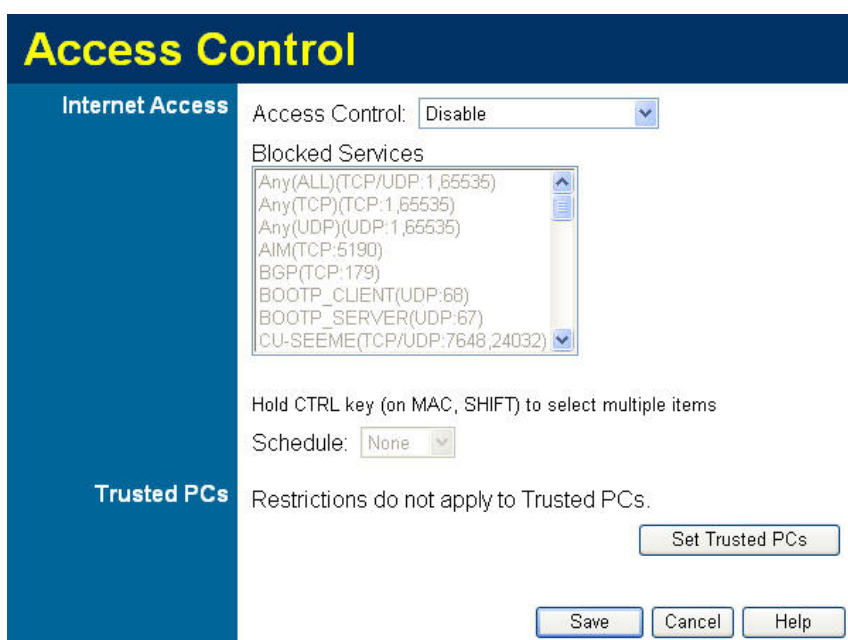 Access Control
Internet Access
Access Control: Disable
Blocked Services
Any(ALL)(TCP/UDP:1,65535)
Any(TCP)(TCP:1,65535)
Any(UDP)(UDP:1,65535)
AIM(TCP:5190)
BGP(TCP:179)
BOOTP_CLIENT(UDP:68)
BOOTP_SERVER(UDP:67)
CU-SEEME(TCP/UDP:7648,24032)
Hold CTRL key (on MAC, SHIFT) to select multiple items
Schedule: None
Trusted PCs
Restrictions do not apply to Trusted PCs.
Set Trusted PCs
Save Cancel Help